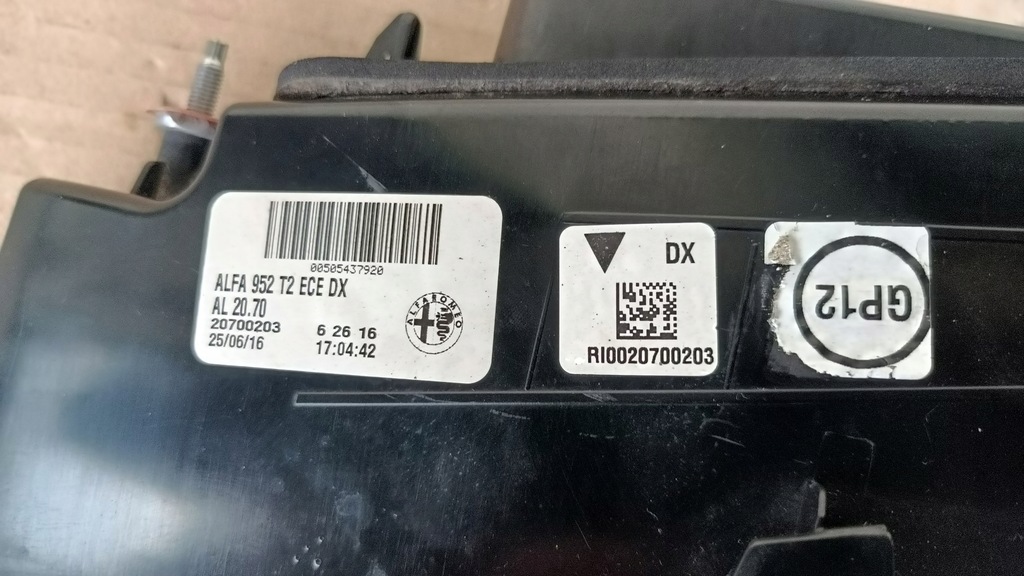 00505437920
ALFA 952 T2 ECE DX
AL 20.70
20700203 6 26 16
25/06/16 17:04:42
ALFA ROMEO
DX
RI0020700203
GP12